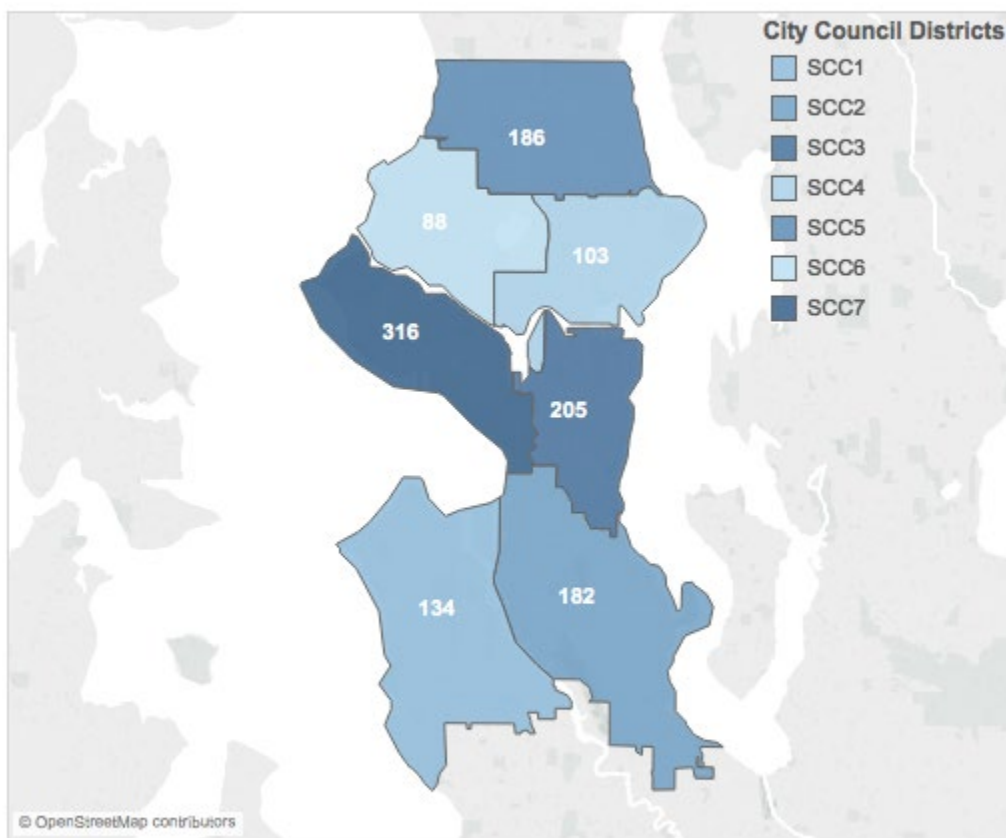 City Council Districts
SCC1
SCC2
SCC3
SCC4
SCC5
SCC6
SCC7
186
88
103
316
205
134
182
© OpenStreetMap contributors